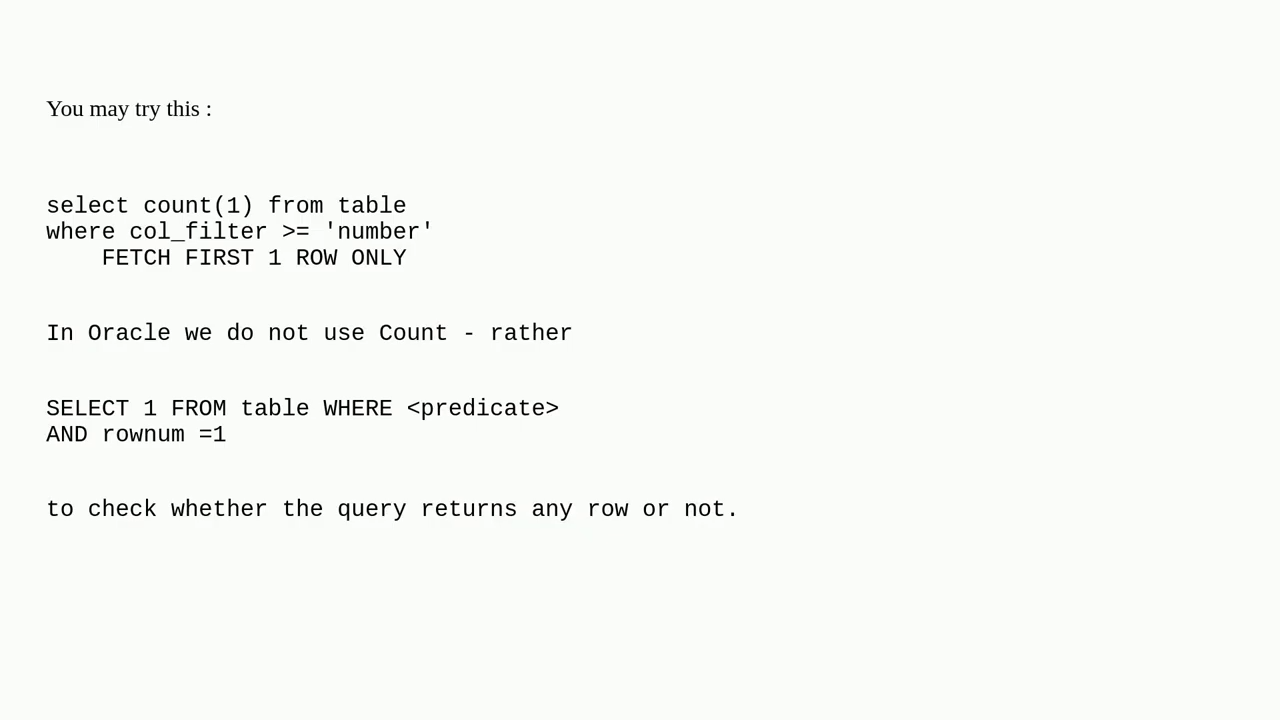 You may try this :
select count(1) from table
where col_filter >= 'number'
    FETCH FIRST 1 ROW ONLY
In Oracle we do not use Count - rather
SELECT 1 FROM table WHERE <predicate>
AND rownum =1
to check whether the query returns any row or not.